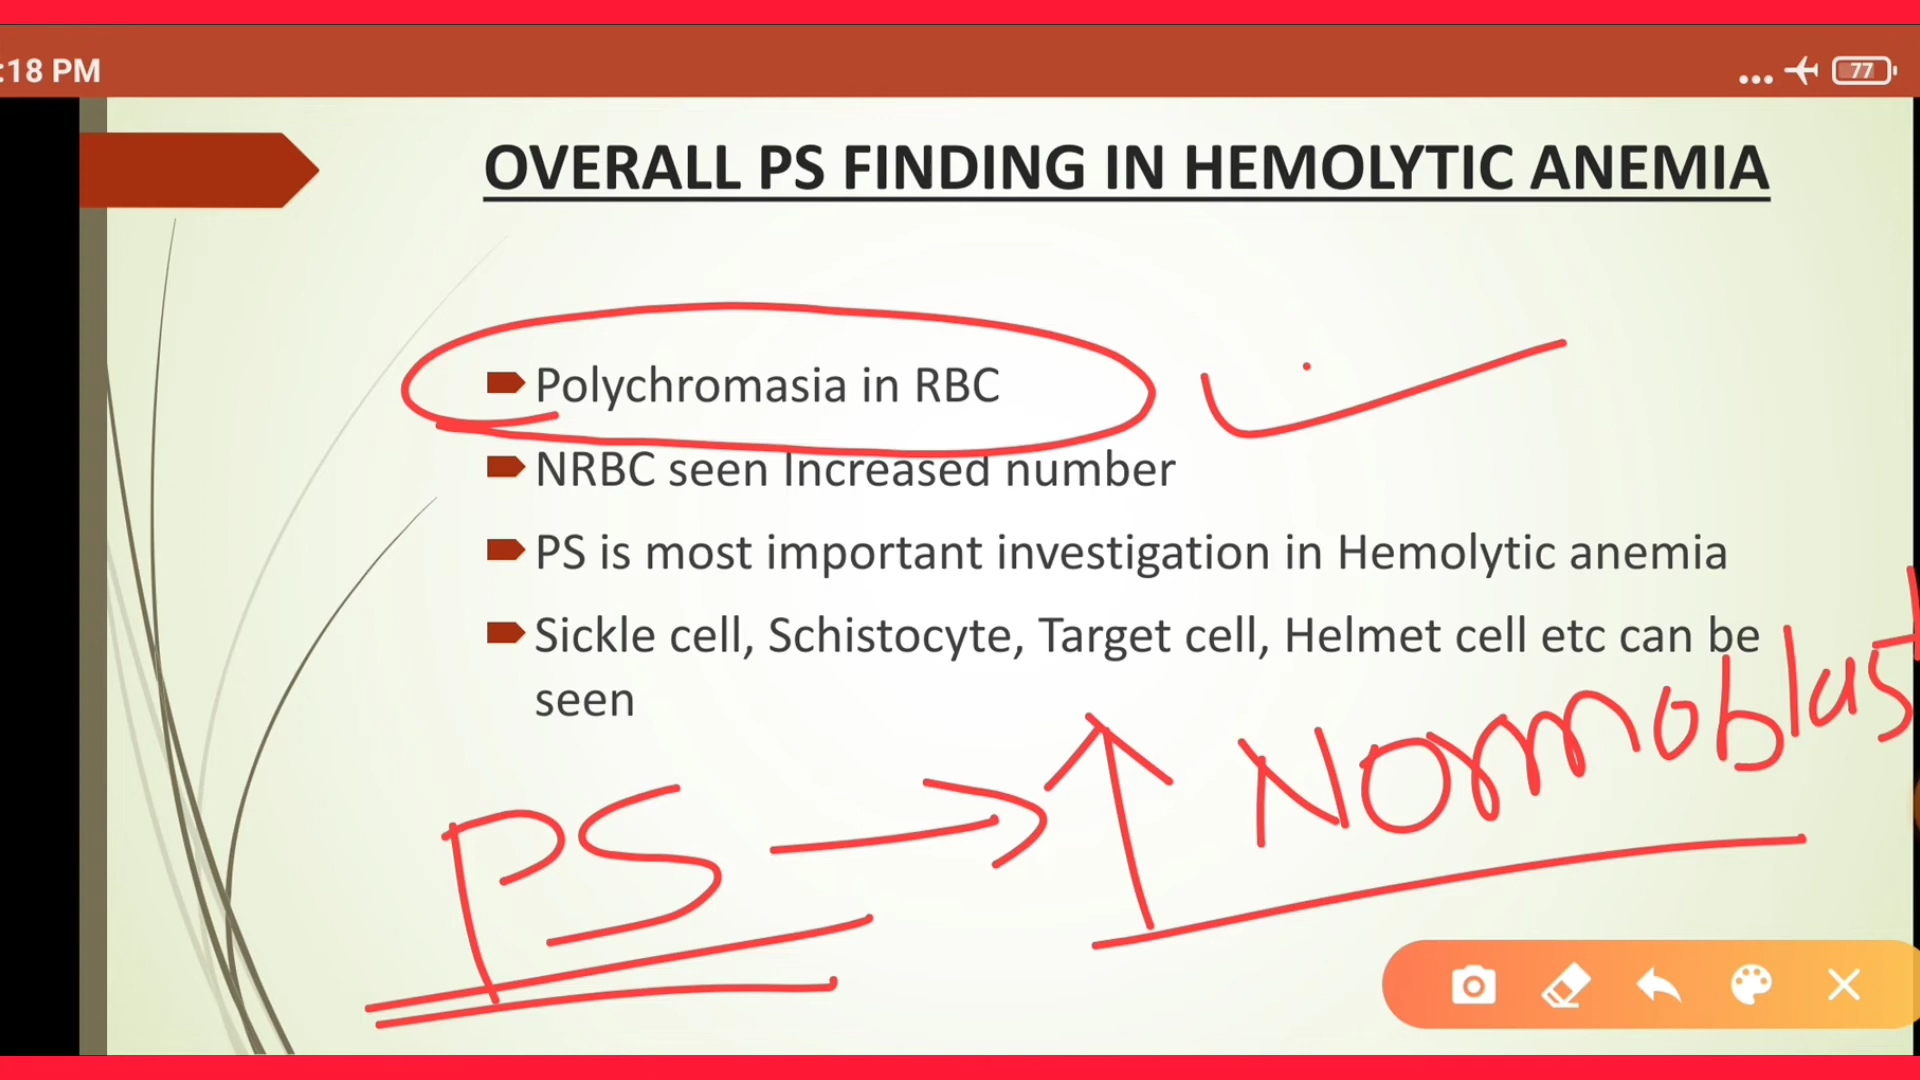 :18 PM
77
OVERALL PS FINDING IN HEMOLYTIC ANEMIA
Polychromasia in RBC
NRBC seen Increased number
PS is most important investigation in Hemolytic anemia
Sickle cell, Schistocyte, Target cell, Helmet cell etc can be
seen
PS → ↑ Normoblast